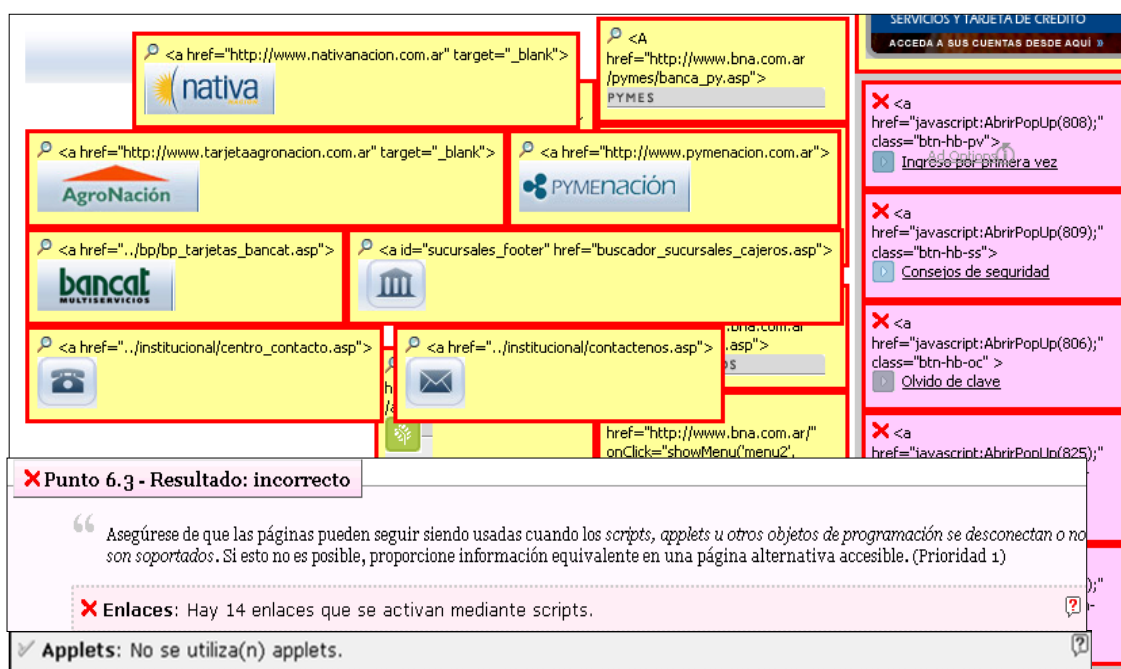 SERVICIOS Y TARJETA DE CREDITO
ACCEDA A SUS CUENTAS DESDE AQUÍ »
<a href="http://www.nativanacion.com.ar" target="_blank">
nativa
<A
href="http://www.bna.com.ar
/pymes/banca_py.asp">
PYMES
<a
href="javascript:AbrirPopUp(808);"
class="btn-hb-pv">
Ad Options
Ingreso por primera vez
<a href="http://www.tarjetaagronacion.com.ar" target="_blank">
AgroNación
<a href="http://www.pymenacion.com.ar">
PYMEnación
<a
href="javascript:AbrirPopUp(809);"
class="btn-hb-ss">
Consejos de seguridad
<a href="../bp/bp_tarjetas_bancat.asp">
bancat
MULTISERVICIOS
<a id="sucursales_footer" href="buscador_sucursales_cajeros.asp">
<a
href="javascript:AbrirPopUp(806);"
class="btn-hb-oc" >
Olvido de clave
<a href="../institucional/centro_contacto.asp">
<a href="../institucional/contactenos.asp">
.bna.com.ar
.asp">
href="http://www.bna.com.ar/"
onClick="showMenu('menu2',
<a
href="javascript:AbrirPopUp(825);"
Punto 6.3 - Resultado: incorrecto
Asegúrese de que las páginas pueden seguir siendo usadas cuando los scripts, applets u otros objetos de programación se desconectan o no
son soportados. Si esto no es posible, proporcione información equivalente en una página alternativa accesible. (Prioridad 1)
Enlaces: Hay 14 enlaces que se activan mediante scripts.
Applets: No se utiliza(n) applets.